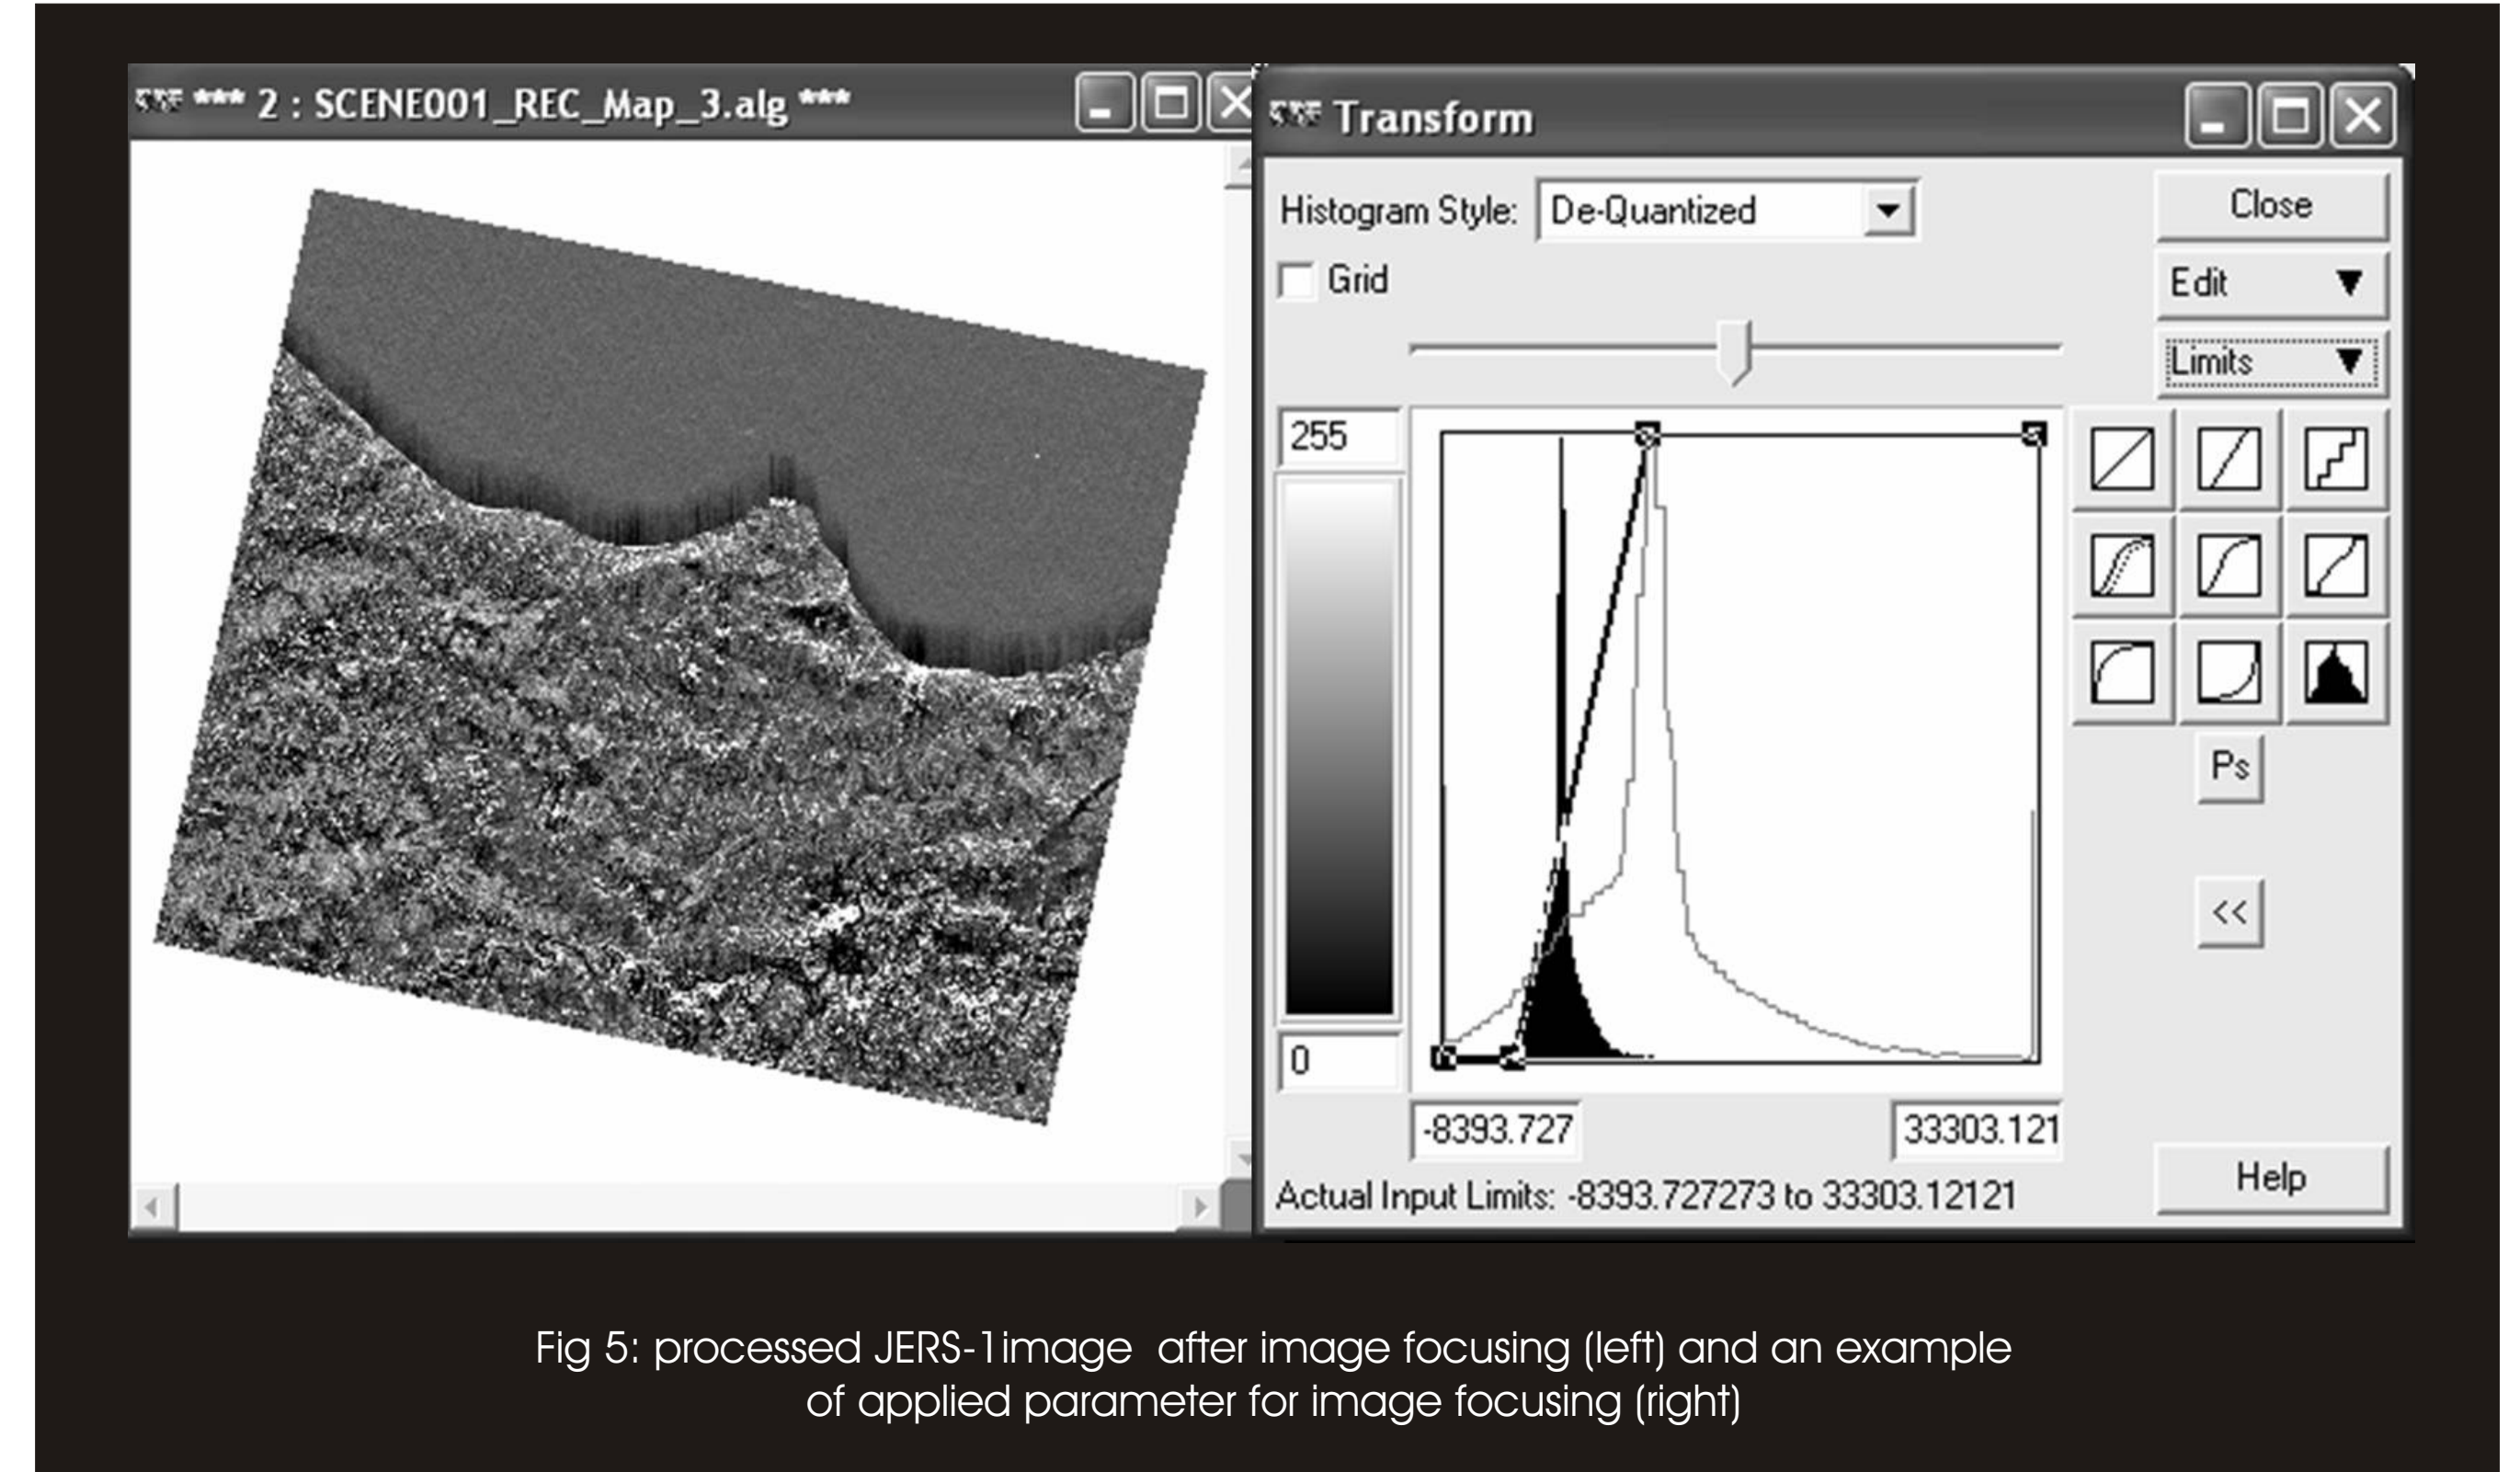 *** 2 : SCENE001_REC_Map_3.alg ***
Transform
Histogram Style: De-Quantized
Close
Grid
Edit
Limits
255
Ps
<<
0
-8393.727 33303.121
Actual Input Limits: -8393.727273 to 33303.12121
Help
Fig 5: processed JERS-1image after image focusing (left) and an example
of applied parameter for image focusing (right)